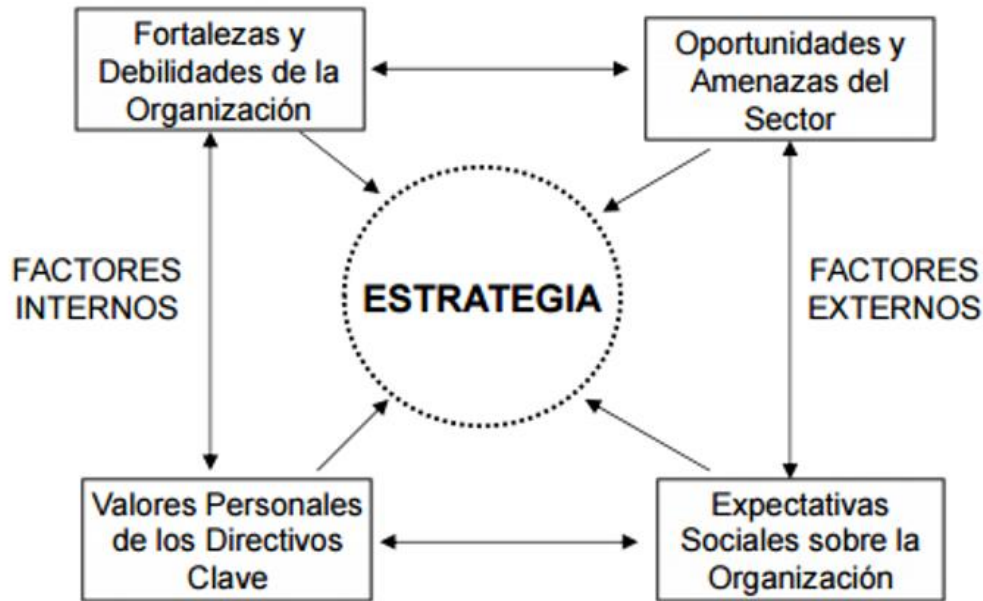 Fortalezas y
Debilidades de la
Organización
Oportunidades y
Amenazas del
Sector
FACTORES
INTERNOS
ESTRATEGIA
FACTORES
EXTERNOS
Valores Personales
de los Directivos
Clave
Expectativas
Sociales sobre la
Organización